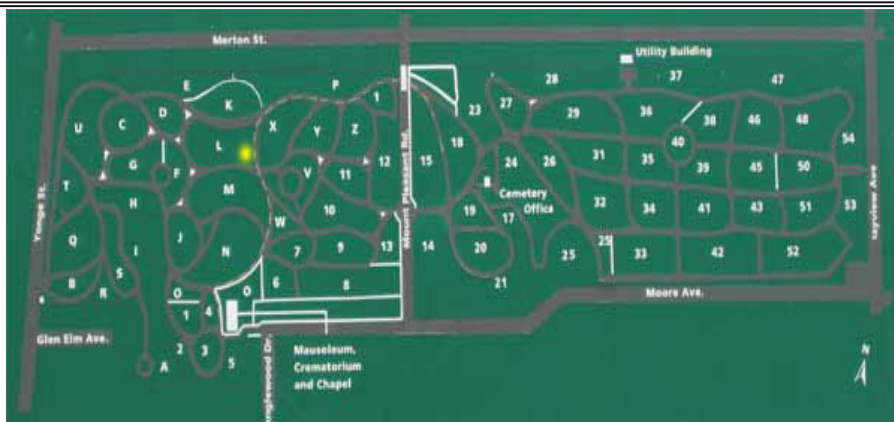 Merton St.
Utility Building
E
P
28
37
47
D
K
1
U
C
X
Y
Z
23
27
29
36
38
46
48
L
18
40
54
G
F
V
11
12
15
24
26
31
35
39
45
50
T
M
Cemetery
Office
H
10
19
17
32
34
41
43
51
53
W
Q
J
N
I
7
9
13
14
20
25
25
33
42
52
B
R
S
O
O
6
8
21
1
4
Moore Ave.
Yonge St.
Mount Pleasant Rd.
ayview Ave
Glen Elm Ave.
2
3
5
A
Mausoleum,
Crematorium
and Chapel
nglewood Dr.
N